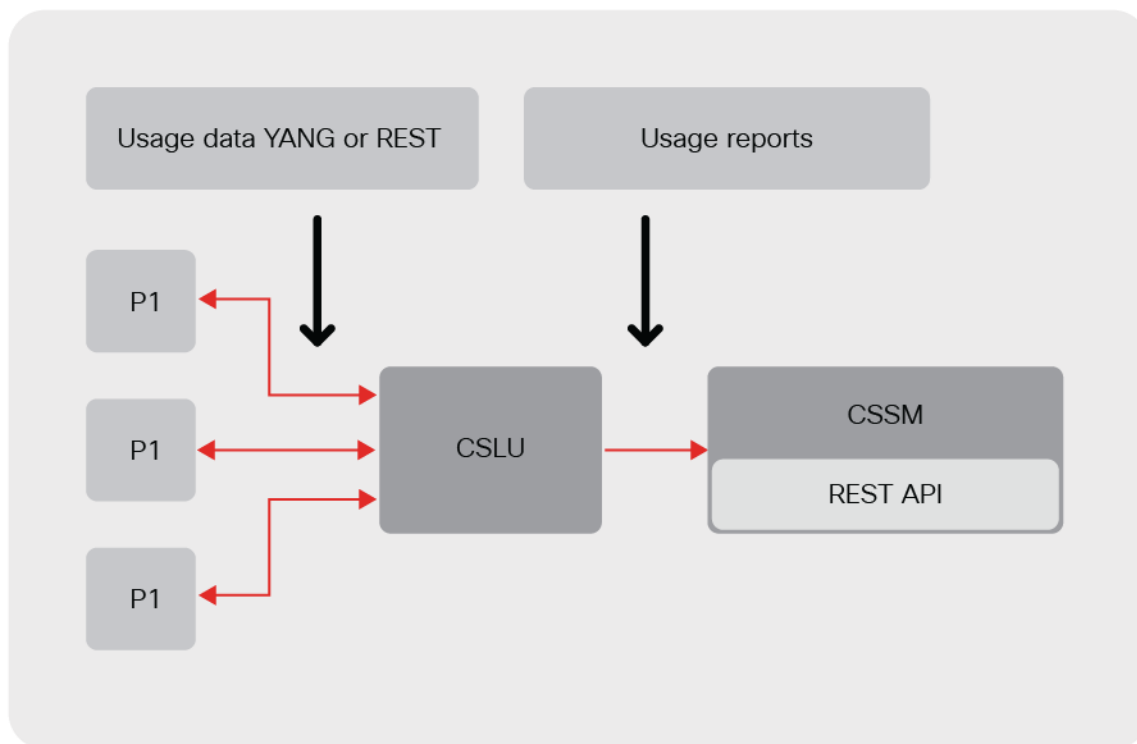 Usage data YANG or REST
Usage reports
P1
P1
P1
CSLU
CSSM
REST API